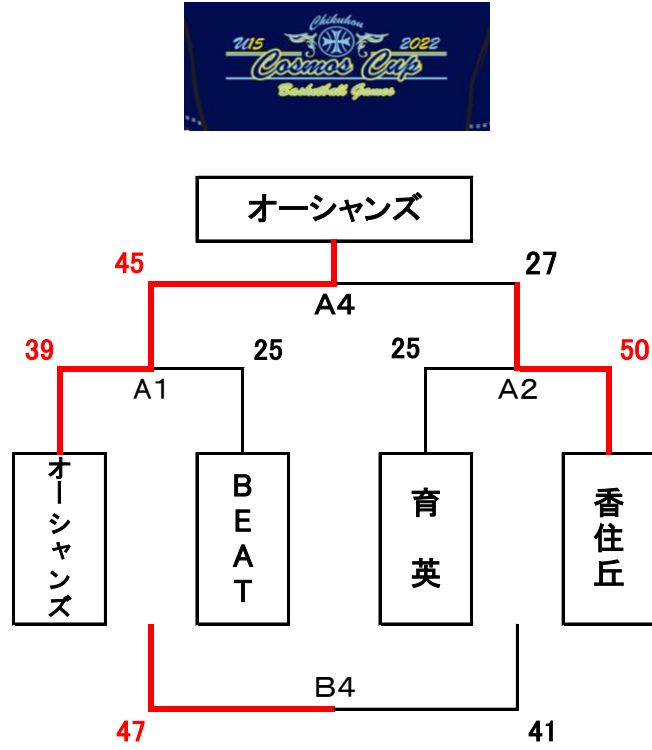 Chikuhou
U15 2022
Cosmos Cup
Basketball Games
オーシャンズ
45 27
A4
39 25 25 50
A1 A2
オーシャンズ
BEAT
育英
香住丘
B4
47 41